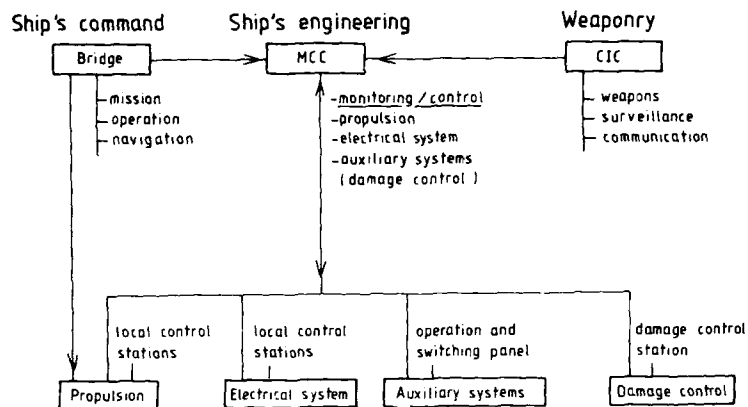 Ship's command
Ship's engineering
Weaponry
Bridge
MCC
CIC
mission
operation
navigation
-monitoring/control
-propulsion
-electrical system
-auxiliary systems
(damage control)
weapons
surveillance
communication
local control
stations
local control
stations
operation and
switching panel
damage control
station
Propulsion
Electrical system
Auxiliary systems
Damage control